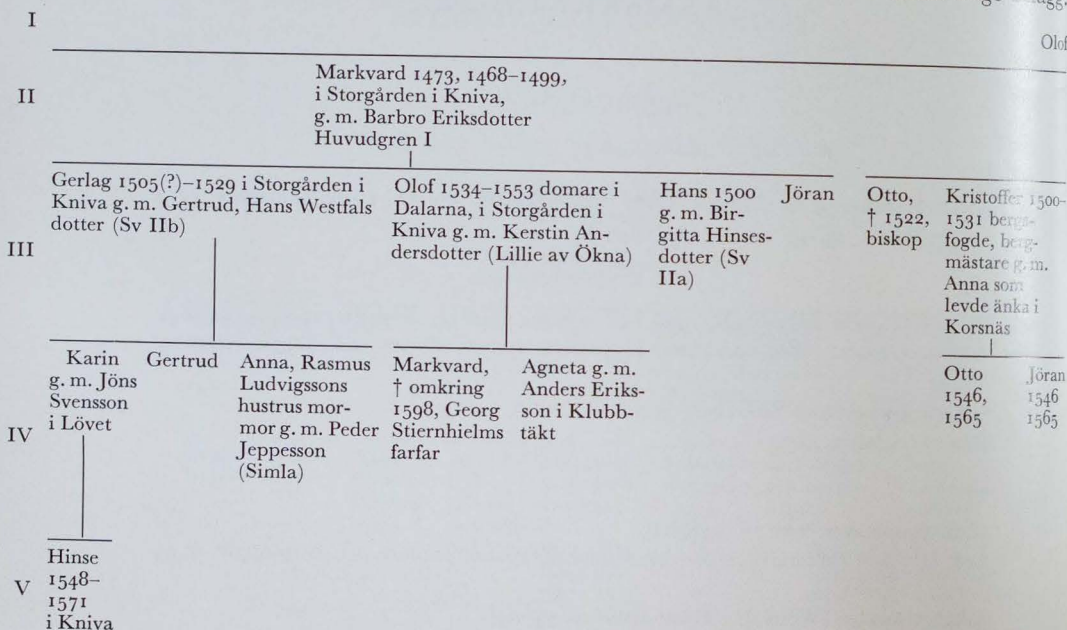 I
Olof
II
Markvard 1473, 1468–1499,
i Storgården i Kniva,
g. m. Barbro Eriksdotter
Huvudgren I
III
Gerlag 1505(?)–1529 i Storgården i
Kniva g. m. Gertrud, Hans Westfals
dotter (Sv IIb)
Olof 1534–1553 domare i
Dalarna, i Storgården i
Kniva g. m. Kerstin An-
dersdotter (Lillie av Ökna)
Hans 1500
g. m. Bir-
gitta Hinses-
dotter (Sv
IIa)
Jöran
Otto,
† 1522,
biskop
Kristoffer 1500–
1531 bergs-
fogde, berg-
mästare g. m.
Anna som
levde änka i
Korsnäs
IV
Karin
g. m. Jöns
Svensson
i Lövet
Gertrud
Anna, Rasmus
Ludvigssons
hustrus mor-
mor g. m. Peder
Jeppesson
(Simla)
Markvard,
† omkring
1598, Georg
Stiernhielms
farfar
Agneta g. m.
Anders Eriks-
son i Klubb-
täkt
Otto
1546,
1565
Jöran
1546
1565
V
Hinse
1548–
1571
i Kniva